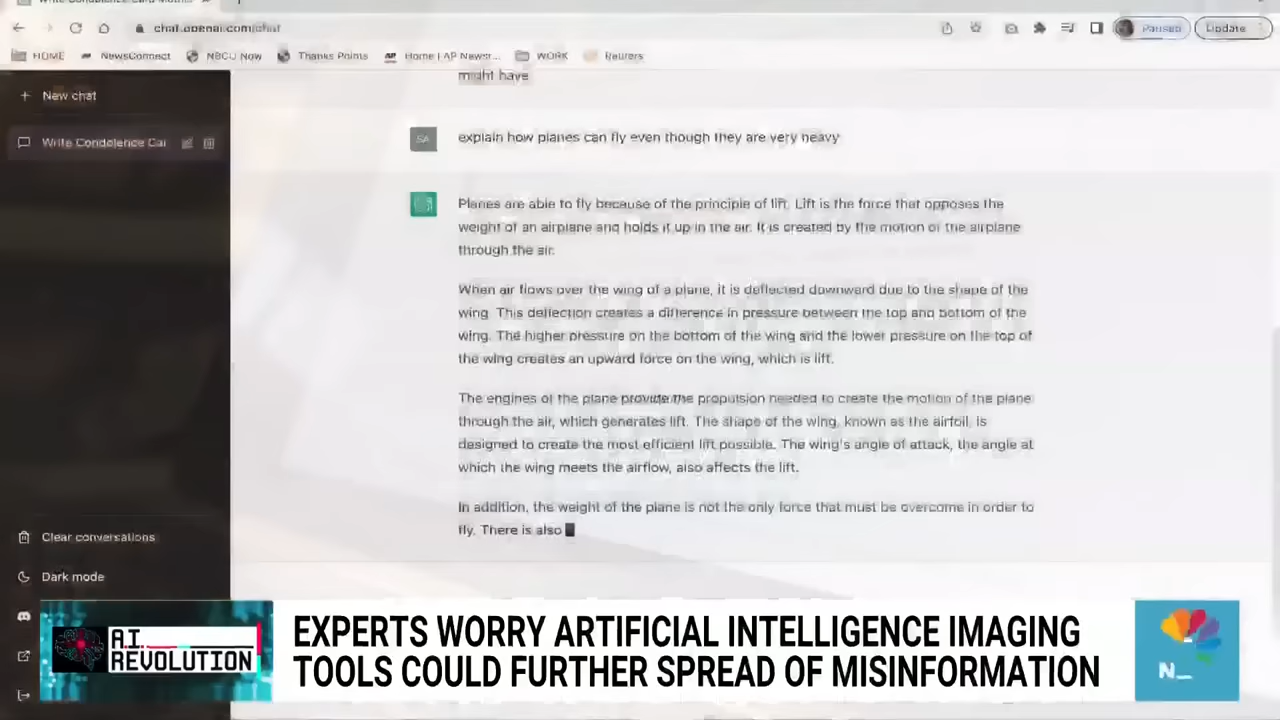 Write Condolence Card Mothe
chat.openai.com/chat
Paused
Update
HOME
NewsConnect
NBCU Now
Thanks Points
Home | AP Newsr...
WORK
Reuters
might have
+ New chat
Write Condolence Car
SA
explain how planes can fly even though they are very heavy
Planes are able to fly because of the principle of lift. Lift is the force that opposes the
weight of an airplane and holds it up in the air. It is created by the motion of the airplane
through the air.
When air flows over the wing of a plane, it is deflected downward due to the shape of the
wing. This deflection creates a difference in pressure between the top and bottom of the
wing. The higher pressure on the bottom of the wing and the lower pressure on the top of
the wing creates an upward force on the wing, which is lift.
The engines of the plane provide the propulsion needed to create the motion of the plane
through the air, which generates lift. The shape of the wing, known as the airfoil, is
designed to create the most efficient lift possible. The wing's angle of attack, the angle at
which the wing meets the airflow, also affects the lift.
In addition, the weight of the plane is not the only force that must be overcome in order to
fly. There is also
Clear conversations
Dark mode
A.I.
REVOLUTION
EXPERTS WORRY ARTIFICIAL INTELLIGENCE IMAGING
TOOLS COULD FURTHER SPREAD OF MISINFORMATION
N_